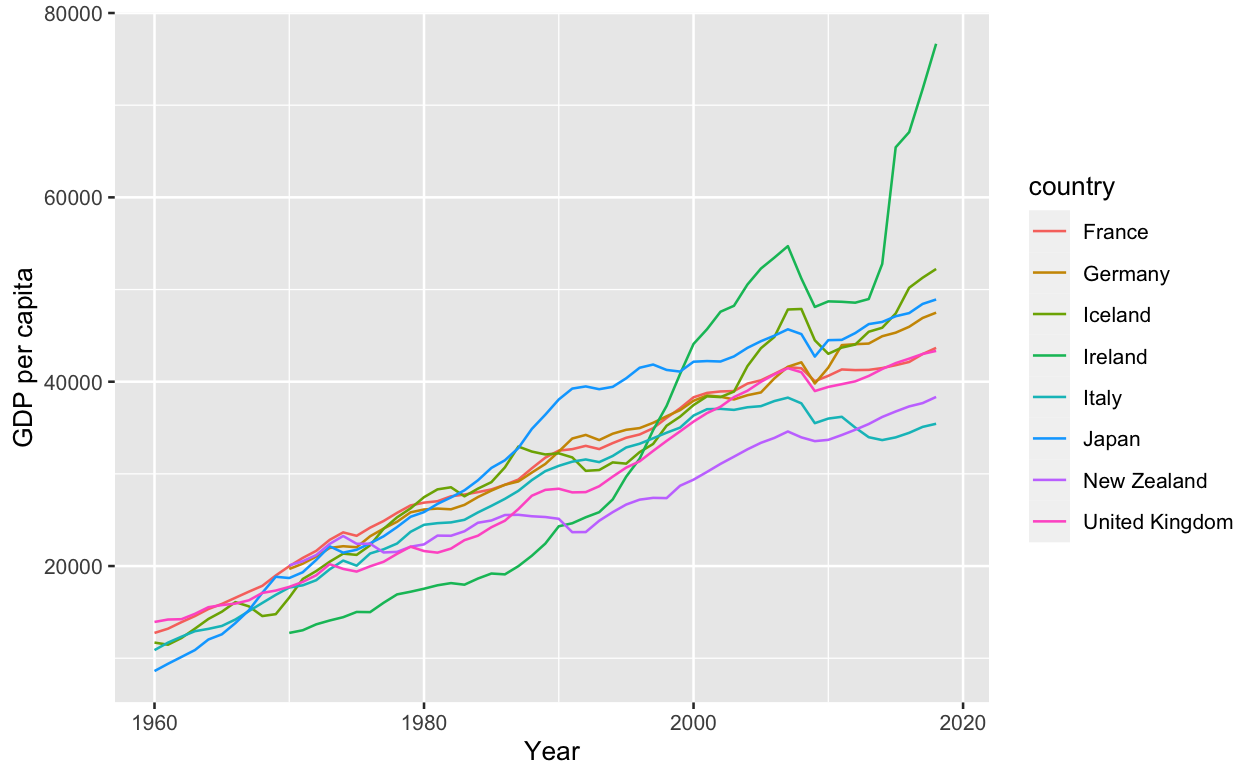 80000
60000
40000
20000
GDP per capita
1960
1980
2000
2020
Year
country
France
Germany
Iceland
Ireland
Italy
Japan
New Zealand
United Kingdom